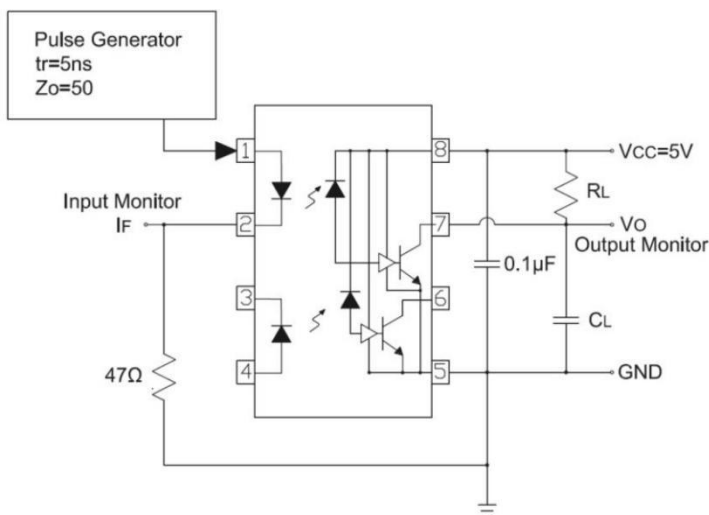 Pulse Generator
tr=5ns
Zo=50
1
8
VCC=5V
RL
Input Monitor
IF
2
7
VO
Output Monitor
0.1μF
3
6
CL
47Ω
4
5
GND